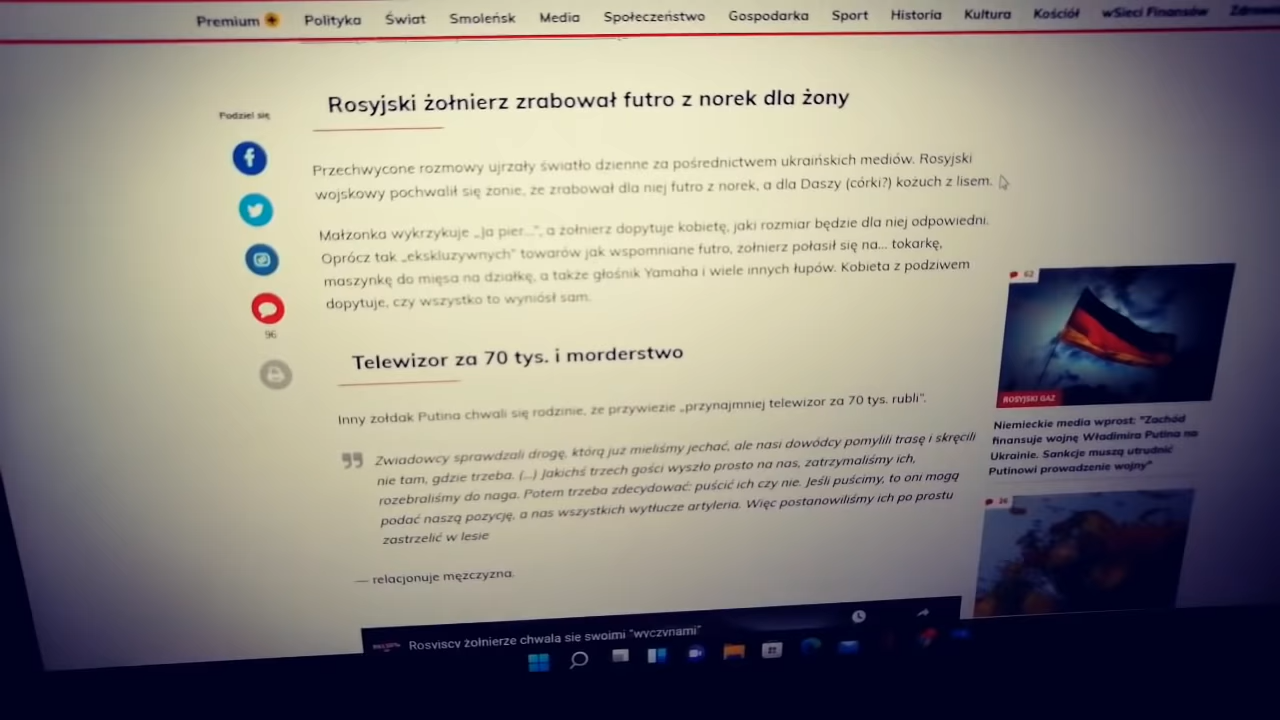 Premium Polityka Świat Smoleńsk Media Społeczeństwo Gospodarka Sport Historia Kultura Kościół wSieci Finansów
Podziel się
Rosyjski żołnierz zrabował futro z norek dla żony
Przechwycone rozmowy ujrzały światło dzienne za pośrednictwem ukraińskich mediów. Rosyjski
wojskowy pochwalił się żonie, że zrabował dla niej futro z norek, a dla Daszy (córki?) kożuch z lisem.
Małżonka wykrzykuje „Ja pier...”, a żołnierz dopytuje kobietę, jaki rozmiar będzie dla niej odpowiedni.
Oprócz tak „ekskluzywnych” towarów jak wspomniane futro, żołnierz połasił się na... tokarkę,
maszynkę do mięsa na działkę, a także głośnik Yamaha i wiele innych łupów. Kobieta z podziwem
dopytuje, czy wszystko to wyniósł sam.
96
Telewizor za 70 tys. i morderstwo
Inny żołdak Putina chwali się rodzinie, że przywiezie „przynajmniej telewizor za 70 tys. rubli”.
Zwiadowcy sprawdzali drogę, którą już mieliśmy jechać, ale nasi dowódcy pomylili trasę i skręcili
nie tam, gdzie trzeba. (...) Jakichś trzech gości wyszło prosto na nas, zatrzymaliśmy ich,
rozebraliśmy do naga. Potem trzeba zdecydować: puścić ich czy nie. Jeśli puścimy, to oni mogą
podać naszą pozycję, a nas wszystkich wytłucze artyleria. Więc postanowiliśmy ich po prostu
zastrzelić w lesie
— relacjonuje mężczyzna.
62
ROSYJSKI GAZ
Niemieckie media wprost: "Zachód
finansuje wojnę Władimira Putina na
Ukrainie. Sankcje muszą utrudnić
Putinowi prowadzenie wojny"
26
Rosyjscy żołnierze chwalą się swoimi "wyczynami"